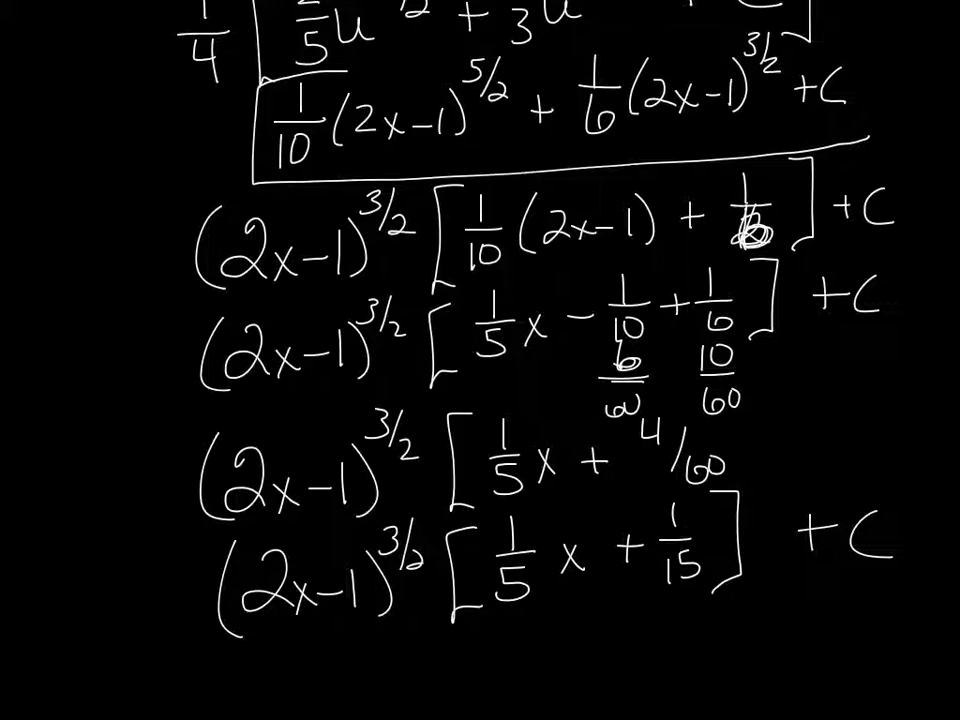 1/4 [ 2/5 u^5/2 + 2/3 u
1/10 (2x-1)^5/2 + 1/6 (2x-1)^3/2 + C
(2x-1)^3/2 [ 1/10 (2x-1) + 1/6 ] + C
(2x-1)^3/2 [ 1/5 x - 1/10 + 1/6 ] + C
6/60 10/60
(2x-1)^3/2 [ 1/5 x + 4/60
(2x-1)^3/2 [ 1/5 x + 1/15 ] + C